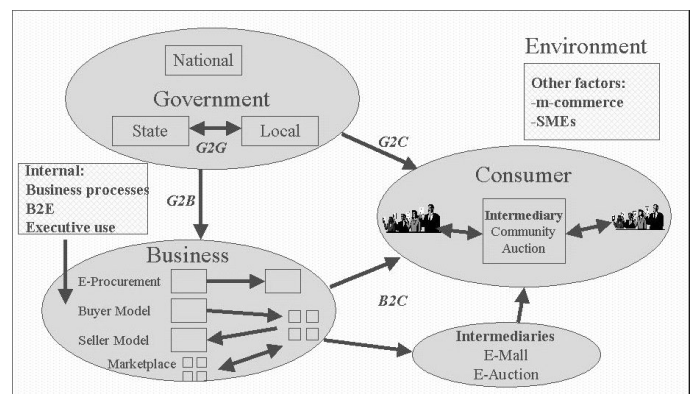 National
Government
State
Local
G2G
Environment
Other factors:
-m-commerce
-SMEs
G2C
Internal:
Business processes
B2E
Executive use
G2B
Consumer
Intermediary
Community
Auction
Business
E-Procurement
Buyer Model
Seller Model
Marketplace
B2C
Intermediaries
E-Mall
E-Auction